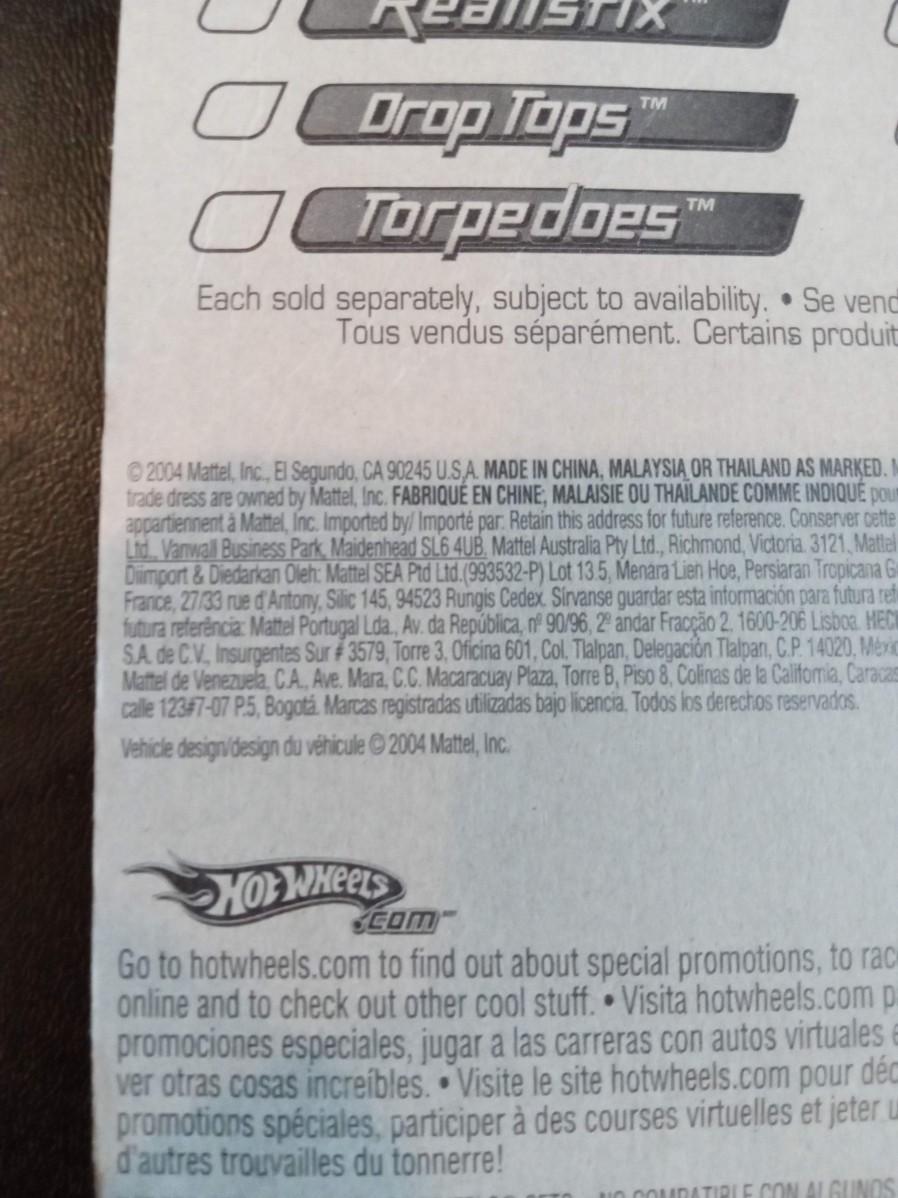 Realistix™
Drop Tops™
Torpedoes™
Each sold separately, subject to availability. • Se vend
Tous vendus séparément. Certains produit
© 2004 Mattel, Inc., El Segundo, CA 90245 U.S.A. MADE IN CHINA, MALAYSIA OR THAILAND AS MARKED.
trade dress are owned by Mattel, Inc. FABRIQUÉ EN CHINE, MALAISIE OU THAÏLANDE COMME INDIQUÉ pour
appartiennent à Mattel, Inc. Imported by/ Importé par: Retain this address for future reference. Conserver cette
Ltd., Vanwall Business Park, Maidenhead SL6 4UB. Mattel Australia Pty Ltd., Richmond, Victoria. 3121. Mattel
Diimport & Diedarkan Oleh: Mattel SEA Ptd Ltd.(993532-P) Lot 13.5, Menara Lien Hoe, Persiaran Tropicana G
France, 27/33 rue d'Antony, Silic 145, 94523 Rungis Cedex. Sírvanse guardar esta información para futura ref
futura referência: Mattel Portugal Lda., Av. da República, nº 90/96, 2º andar Fracção 2, 1600-206 Lisboa. HECH
S.A. de C.V., Insurgentes Sur # 3579, Torre 3, Oficina 601, Col. Tlalpan, Delegación Tlalpan, C.P. 14020, Méxic
Mattel de Venezuela, C.A., Ave. Mara, C.C. Macaracuay Plaza, Torre B, Piso 8, Colinas de la California, Caracas
calle 123#7-07 P.5, Bogotá. Marcas registradas utilizadas bajo licencia. Todos los derechos reservados.
Vehicle design/design du véhicule © 2004 Mattel, Inc.
HOT WHEELS
.com
Go to hotwheels.com to find out about special promotions, to rac
online and to check out other cool stuff. • Visita hotwheels.com p
promociones especiales, jugar a las carreras con autos virtuales e
ver otras cosas increíbles. • Visite le site hotwheels.com pour déc
promotions spéciales, participer à des courses virtuelles et jeter u
d'autres trouvailles du tonnerre!
NO COMPATIBLE CON ALGUNOS